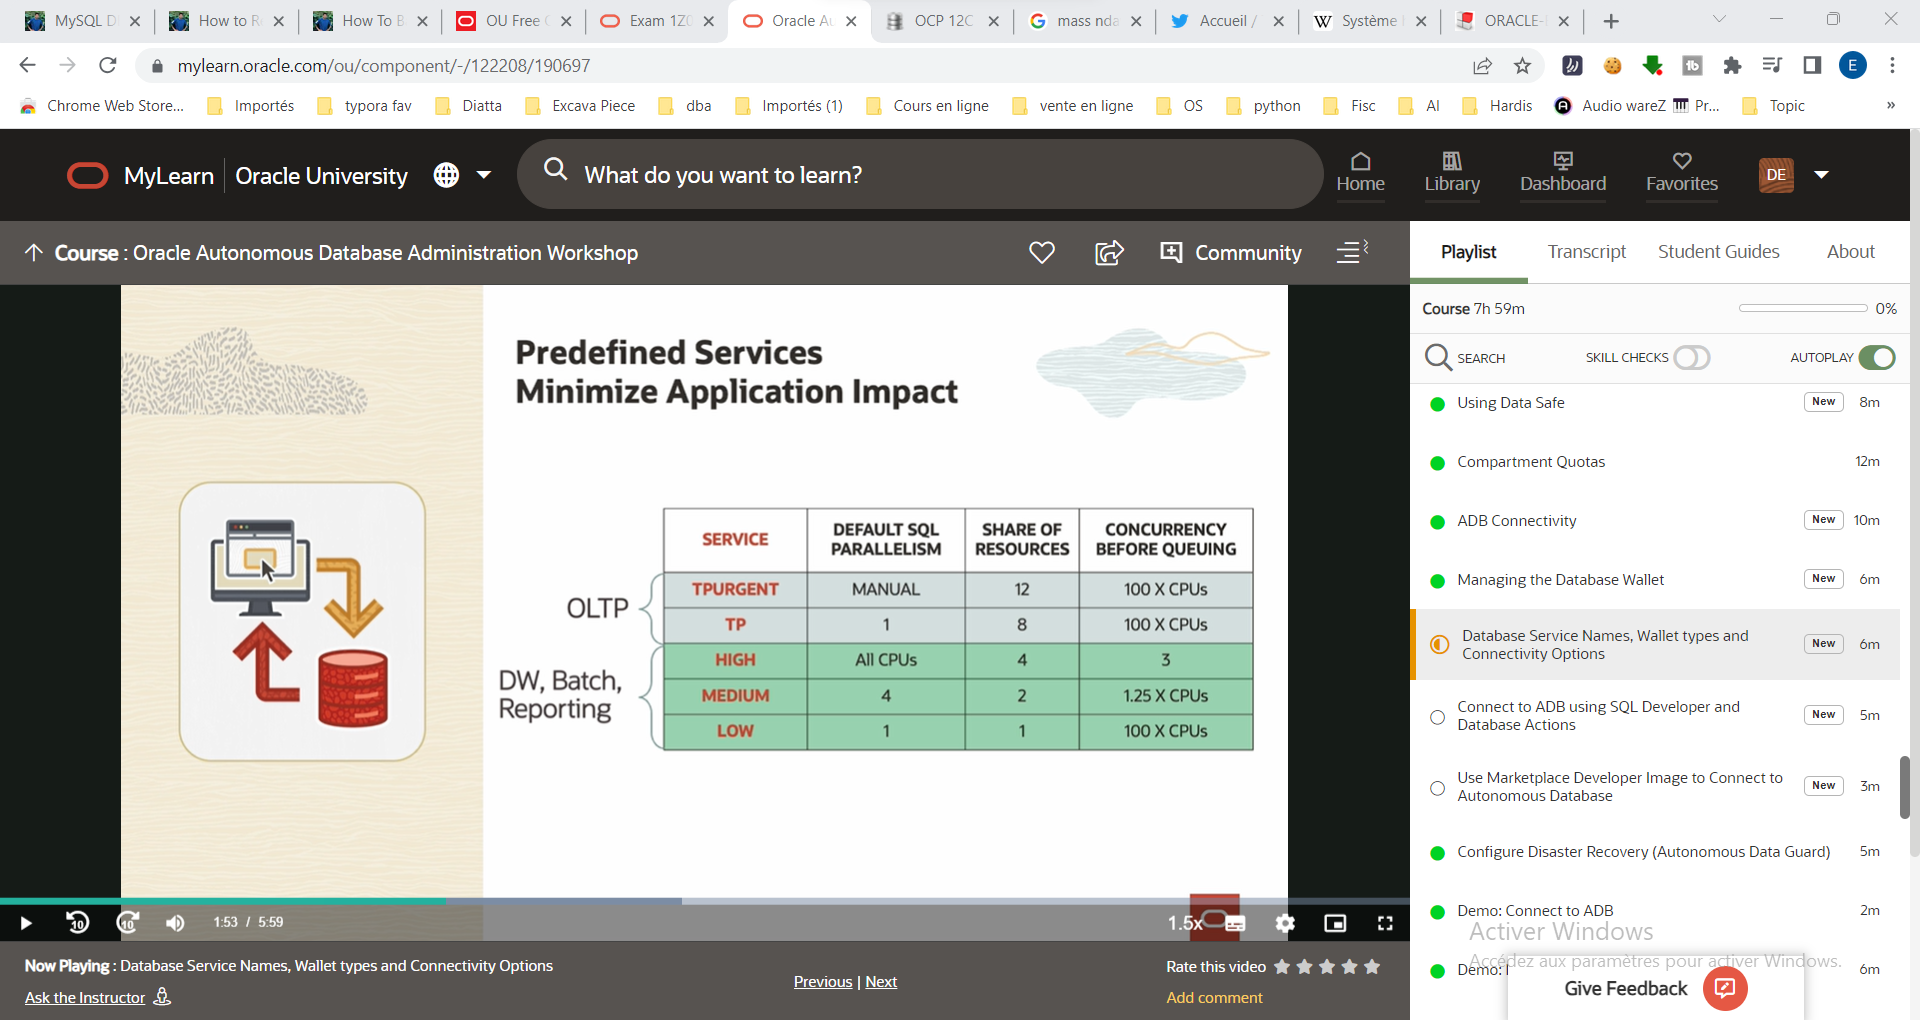 MySQL D
How to R
How To B
OU Free
Exam 1Z0
Oracle Au
OCP 12C
mass nda
Accueil /
Système
ORACLE-
mylearn.oracle.com/ou/component/-/122208/190697
E
Chrome Web Store...
Importés
typora fav
Diatta
Excava Piece
dba
Importés (1)
Cours en ligne
vente en ligne
OS
python
Fisc
AI
Hardis
Audio wareZ
Pr...
Topic
»
MyLearn
Oracle University
What do you want to learn?
Home
Library
Dashboard
Favorites
DE
Course : Oracle Autonomous Database Administration Workshop
Community
Predefined Services
Minimize Application Impact
SERVICE
DEFAULT SQL PARALLELISM
SHARE OF RESOURCES
CONCURRENCY BEFORE QUEUING
OLTP
TPURGENT MANUAL 12 100 X CPUs
TP 1 8 100 X CPUs
DW, Batch,
Reporting
HIGH All CPUs 4 3
MEDIUM 4 2 1.25 X CPUs
LOW 1 1 100 X CPUs
10
10
1:53 / 5:59
1.5x
Now Playing : Database Service Names, Wallet types and Connectivity Options
Ask the Instructor
Previous | Next
Rate this video
Add comment
Playlist
Transcript
Student Guides
About
Course 7h 59m
0%
SEARCH
SKILL CHECKS
AUTOPLAY
Using Data Safe New 8m
Compartment Quotas 12m
ADB Connectivity New 10m
Managing the Database Wallet New 6m
Database Service Names, Wallet types and
Connectivity Options New 6m
Connect to ADB using SQL Developer and
Database Actions New 5m
Use Marketplace Developer Image to Connect to
Autonomous Database New 3m
Configure Disaster Recovery (Autonomous Data Guard) 5m
Demo: Connect to ADB 2m
Activer Windows
Accédez aux paramètres pour activer Windows.
Demo: 6m
Give Feedback